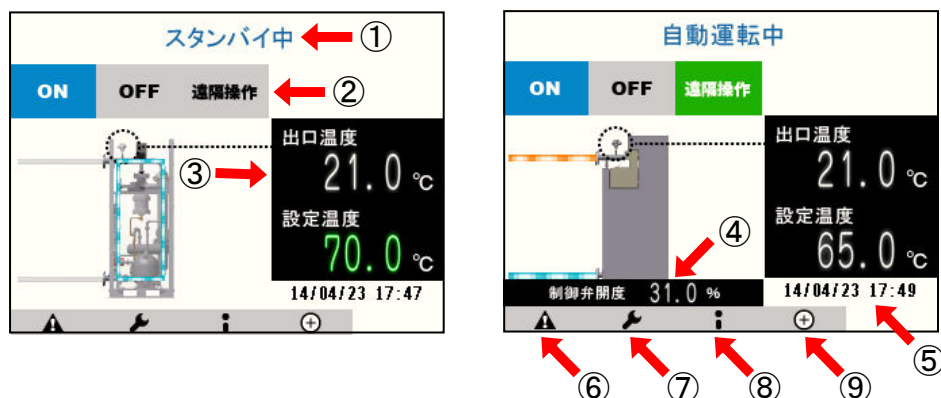 スタンバイ中 ①
ON OFF 遠隔操作 ②
③
出口温度
21.0 ℃
設定温度
70.0 ℃
14/04/23 17:47
自動運転中
ON OFF 遠隔操作
出口温度
21.0 ℃
④
設定温度
65.0 ℃
制御弁開度 31.0 %
14/04/23 17:49
⑤
⑥ ⑦ ⑧ ⑨